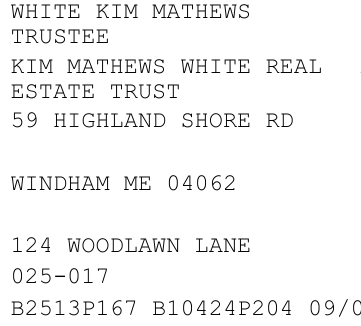 WHITE KIM MATHEWS
TRUSTEE
KIM MATHEWS WHITE REAL
ESTATE TRUST
59 HIGHLAND SHORE RD
WINDHAM ME 04062
124 WOODLAWN LANE
025-017
B2513P167 B10424P204 09/0